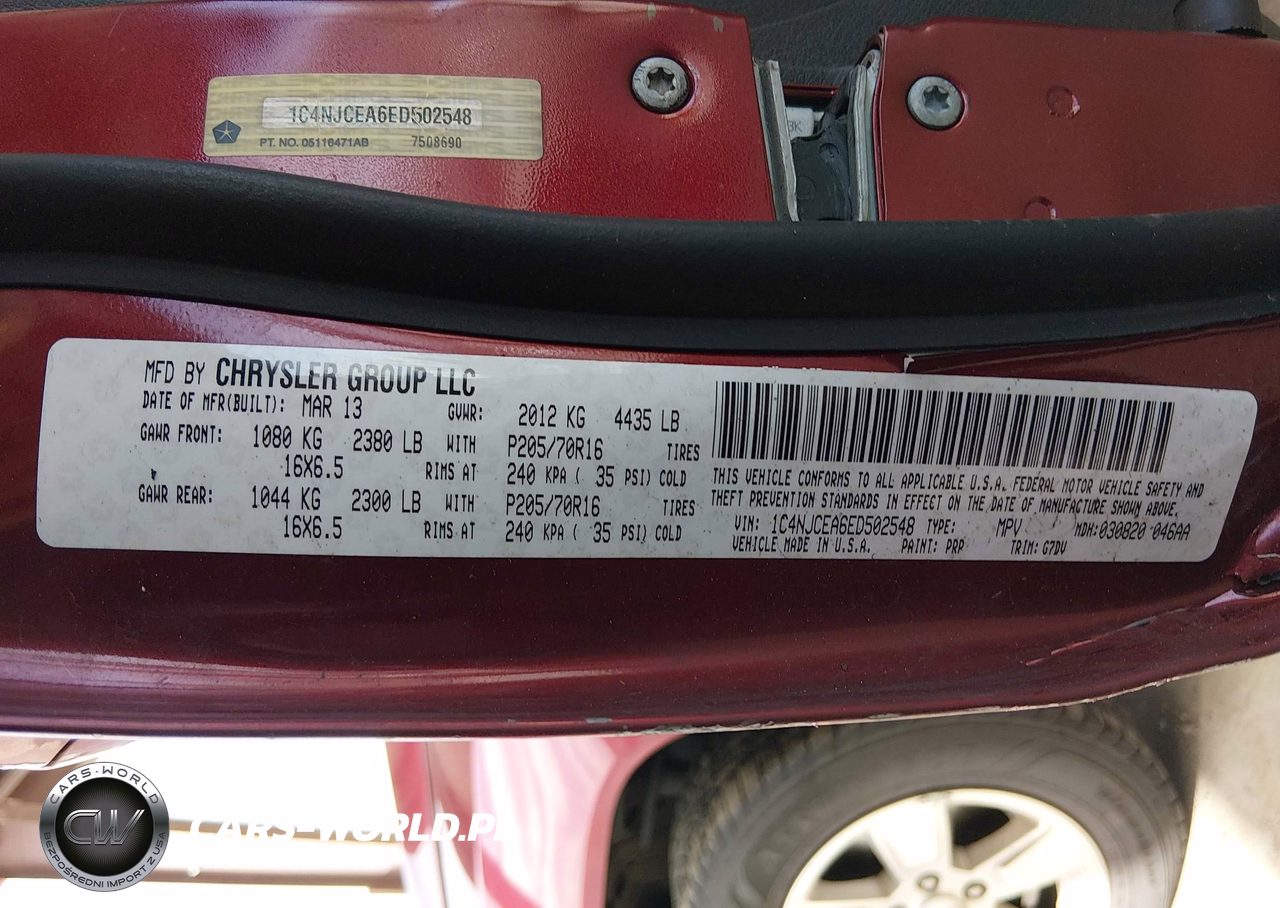 1C4NJCEA6ED502548
PT. NO. 05116471AB 7508690
MFD BY CHRYSLER GROUP LLC
DATE OF MFR(BUILT): MAR 13 GVWR: 2012 KG 4435 LB
GAWR FRONT: 1080 KG 2380 LB WITH P205/70R16 TIRES
16X6.5 RIMS AT 240 KPA ( 35 PSI) COLD
GAWR REAR: 1044 KG 2300 LB WITH P205/70R16 TIRES
16X6.5 RIMS AT 240 KPA ( 35 PSI) COLD
THIS VEHICLE CONFORMS TO ALL APPLICABLE U.S.A. FEDERAL MOTOR VEHICLE SAFETY AND
THEFT PREVENTION STANDARDS IN EFFECT ON THE DATE OF MANUFACTURE SHOWN ABOVE.
VIN: 1C4NJCEA6ED502548 TYPE: MPV MDH:030820 046AA
VEHICLE MADE IN U.S.A. PAINT: PRP TRIM: G7DV
CARS-WORLD
CW
BEZPOŚREDNI IMPORT Z USA
CARS-WORLD.P